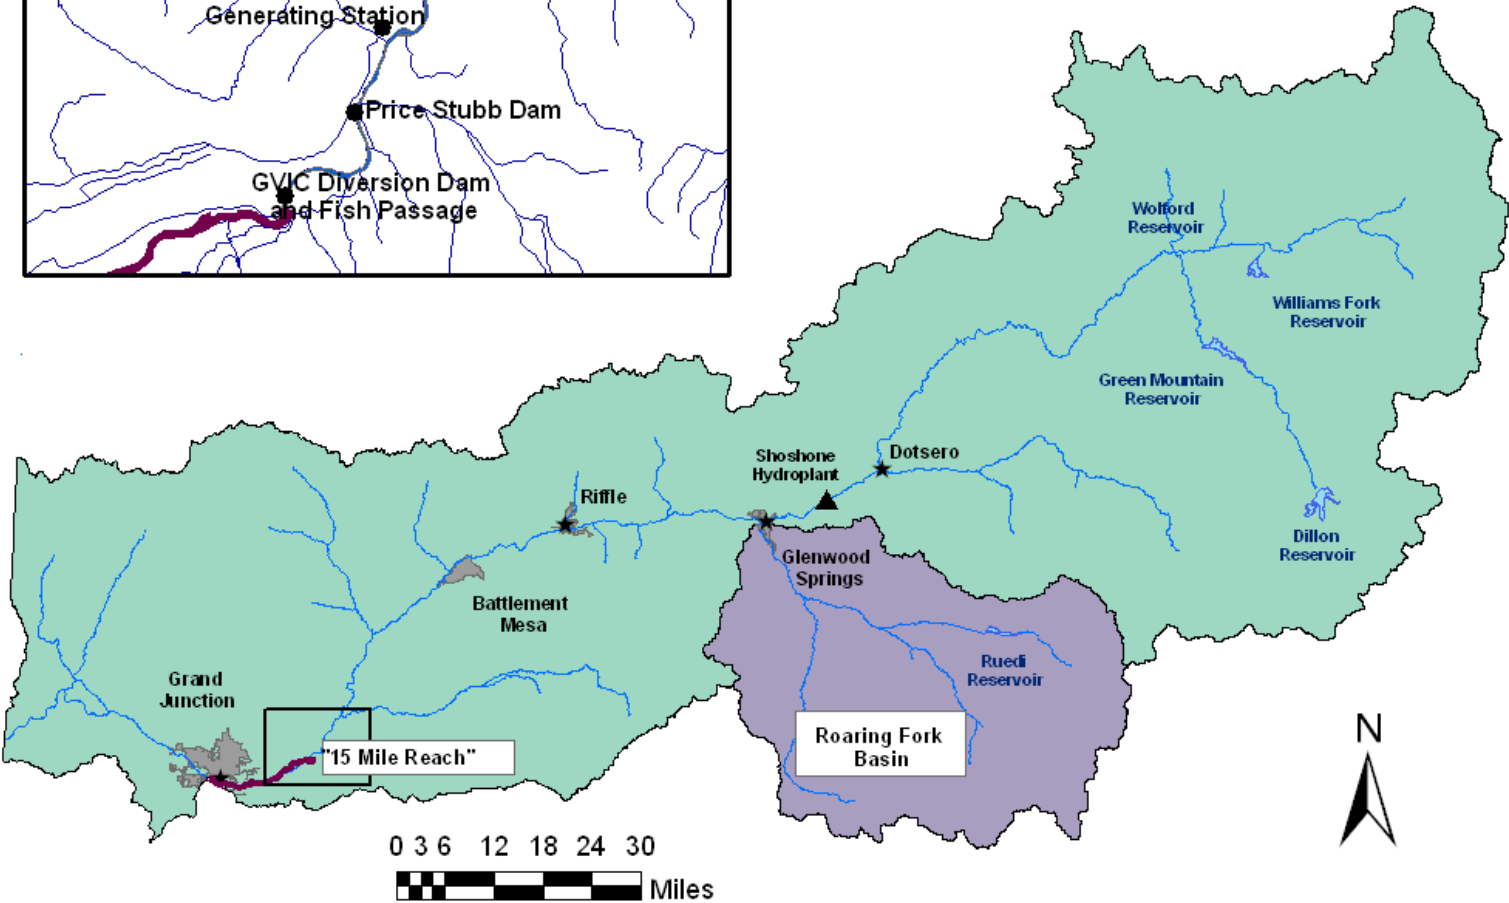 Generating Station
Price Stubb Dam
GVIC Diversion Dam
and Fish Passage
Wolford
Reservoir
Williams Fork
Reservoir
Green Mountain
Reservoir
Shoshone
Hydroplant
Dotsero
Riffle
Dillon
Reservoir
Glenwood
Springs
Battlement
Mesa
Ruedi
Reservoir
Grand
Junction
"15 Mile Reach"
Roaring Fork
Basin
N
0 3 6 12 18 24 30
Miles